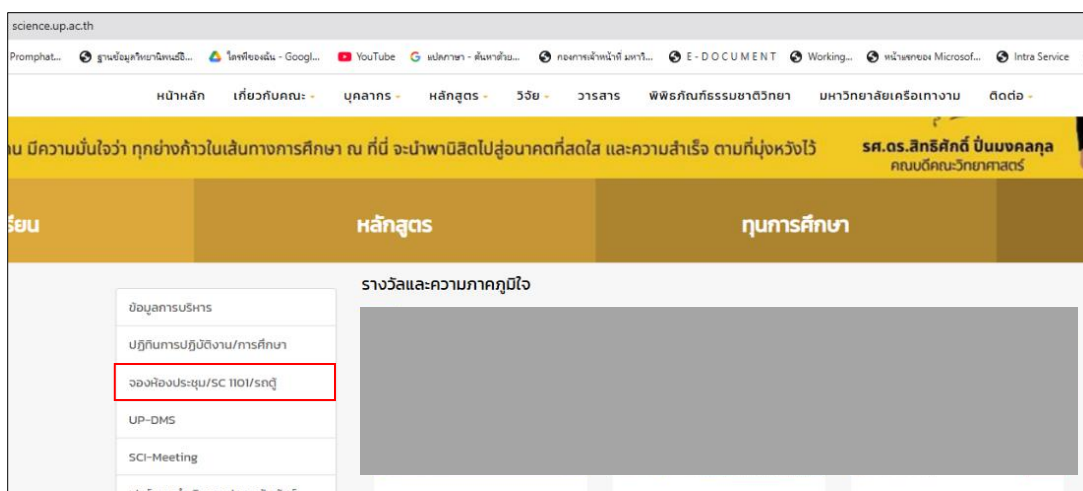 science.up.ac.th
Promphat... ฐานข้อมูลวิทยานิพนธ์อิ... ไดรฟ์ของฉัน - Googl... YouTube แปลภาษา - ค้นหาด้วย... กองการเจ้าหน้าที่ มหาวิ... E-DOCUMENT Working... หน้าแรกของ Microsof... Intra Service
หน้าหลัก เกี่ยวกับคณะ บุคลากร หลักสูตร วิจัย วารสาร พิพิธภัณฑ์ธรรมชาติวิทยา มหาวิทยาลัยเครือเทางาม ติดต่อ
าน มีความมั่นใจว่า ทุกย่างก้าวในเส้นทางการศึกษา ณ ที่นี่ จะนำพานิสิตไปสู่อนาคตที่สดใส และความสำเร็จ ตามที่มุ่งหวังไว้ รศ.ดร.สิทธิศักดิ์ ปิ่นมงคลกุล
คณบดีคณะวิทยาศาสตร์
รียน หลักสูตร ทุนการศึกษา
รางวัลและความภาคภูมิใจ
ข้อมูลการบริหาร
ปฏิทินการปฏิบัติงาน/การศึกษา
จองห้องประชุม/SC 1101/รถตู้
UP-DMS
SCI-Meeting